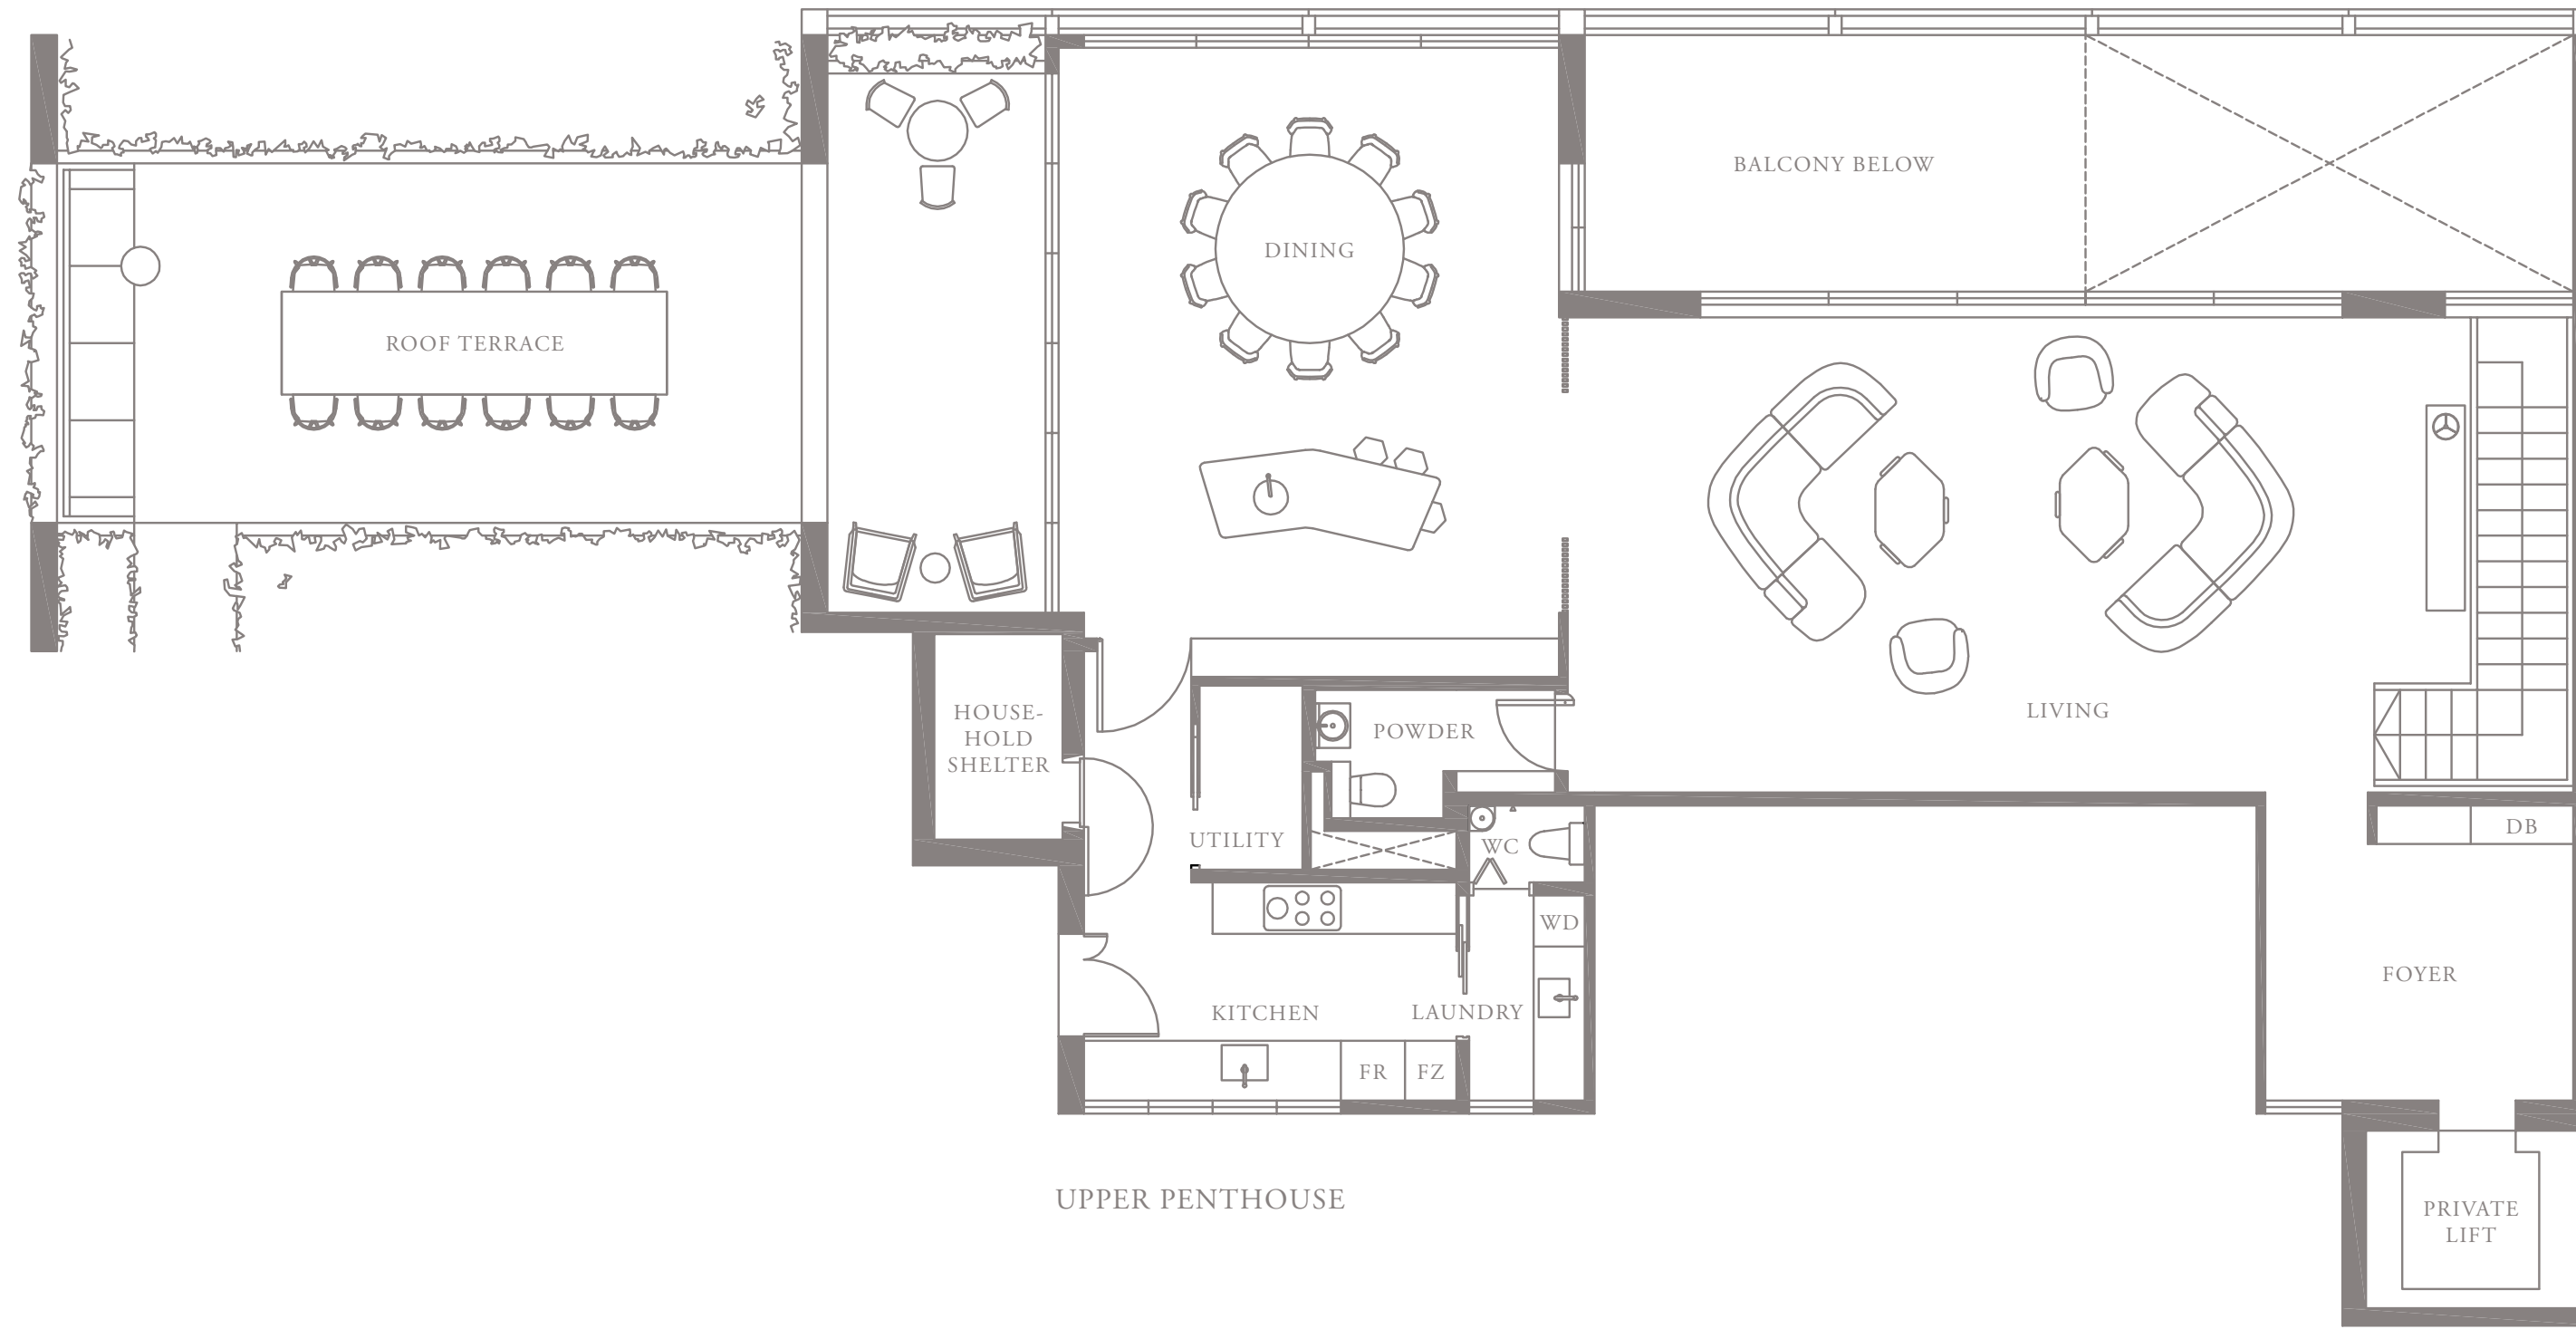 BALCONY BELOW
DINING
ROOF TERRACE
HOUSE-
HOLD
SHELTER
POWDER
LIVING
UTILITY
WC
DB
WD
FOYER
KITCHEN
LAUNDRY
FR
FZ
UPPER PENTHOUSE
PRIVATE
LIFT